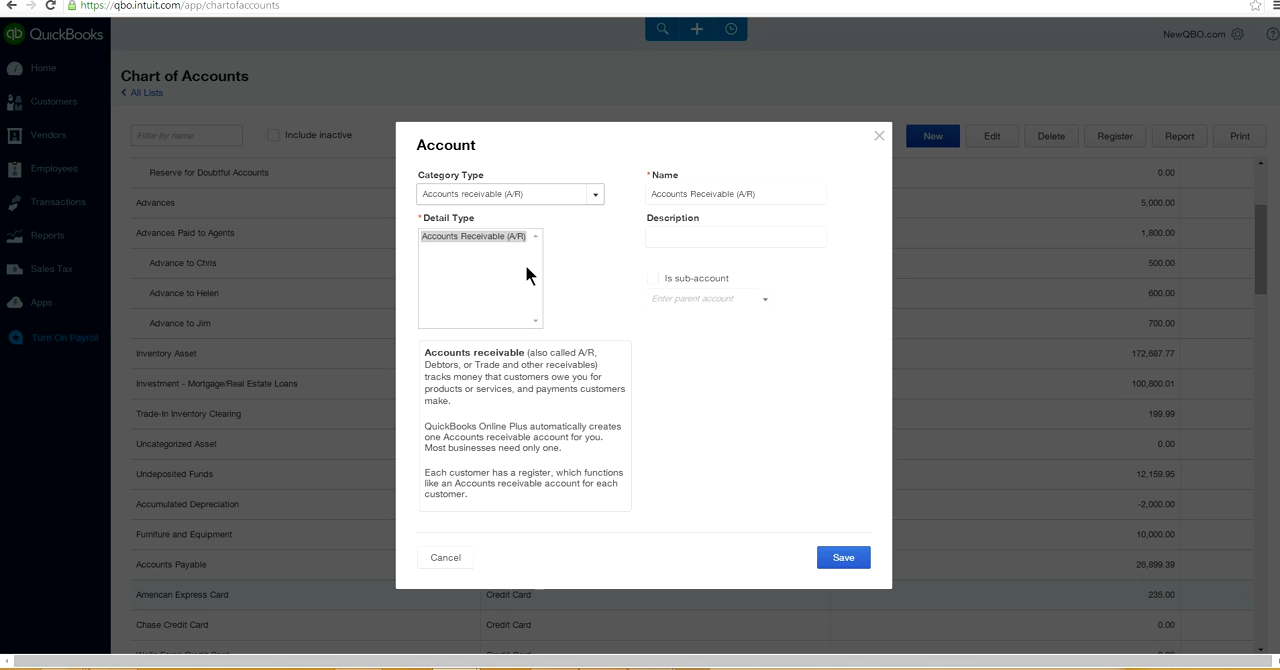 https://qbo.intuit.com/app/chartofaccounts
qb QuickBooks
NewQBO.com
?
Home
Customers
Vendors
Employees
Transactions
Reports
Sales Tax
Apps
Turn On Payroll
Chart of Accounts
< All Lists
Filter by name
Include inactive
New Edit Delete Register Report Print
Reserve for Doubtful Accounts 0.00
Advances 5,000.00
Advances Paid to Agents 1,800.00
Advance to Chris 500.00
Advance to Helen 600.00
Advance to Jim 700.00
Inventory Asset 172,687.77
Investment - Mortgage/Real Estate Loans 100,800.01
Trade-In Inventory Clearing 199.99
Uncategorized Asset 0.00
Undeposited Funds 12,159.95
Accumulated Depreciation -2,000.00
Furniture and Equipment 10,000.00
Accounts Payable 26,899.39
American Express Card Credit Card 235.00
Chase Credit Card Credit Card 0.00
Account
Category Type
Accounts receivable (A/R)
* Detail Type
Accounts Receivable (A/R)
Accounts receivable (also called A/R,
Debtors, or Trade and other receivables)
tracks money that customers owe you for
products or services, and payments customers
make.
QuickBooks Online Plus automatically creates
one Accounts receivable account for you.
Most businesses need only one.
Each customer has a register, which functions
like an Accounts receivable account for each
customer.
* Name
Accounts Receivable (A/R)
Description
Is sub-account
Enter parent account
Cancel
Save